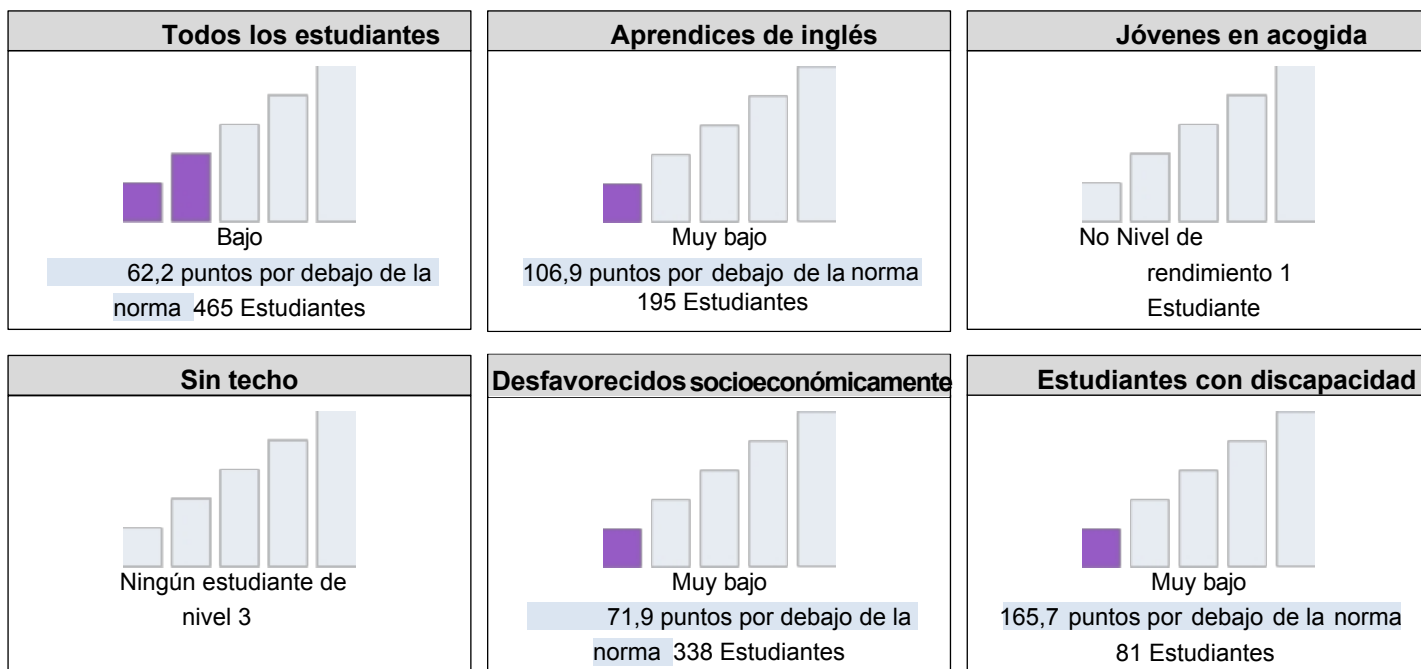 Todos los estudiantes
Bajo
62,2 puntos por debajo de la
norma 465 Estudiantes
Aprendices de inglés
Muy bajo
106,9 puntos por debajo de la norma
195 Estudiantes
Jóvenes en acogida
No Nivel de
rendimiento 1
Estudiante
Sin techo
Ningún estudiante de
nivel 3
Desfavorecidos socioeconómicamente
Muy bajo
71,9 puntos por debajo de la
norma 338 Estudiantes
Estudiantes con discapacidad
Muy bajo
165,7 puntos por debajo de la norma
81 Estudiantes